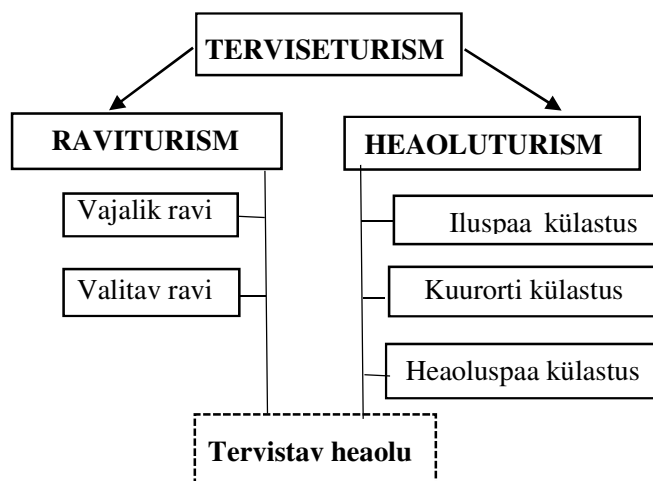 TERVISETURISM
RAVITURISM
HEAOLUTURISM
Vajalik ravi
Iluspaa külastus
Valitav ravi
Kuurorti külastus
Heaoluspaa külastus
Tervistav heaolu